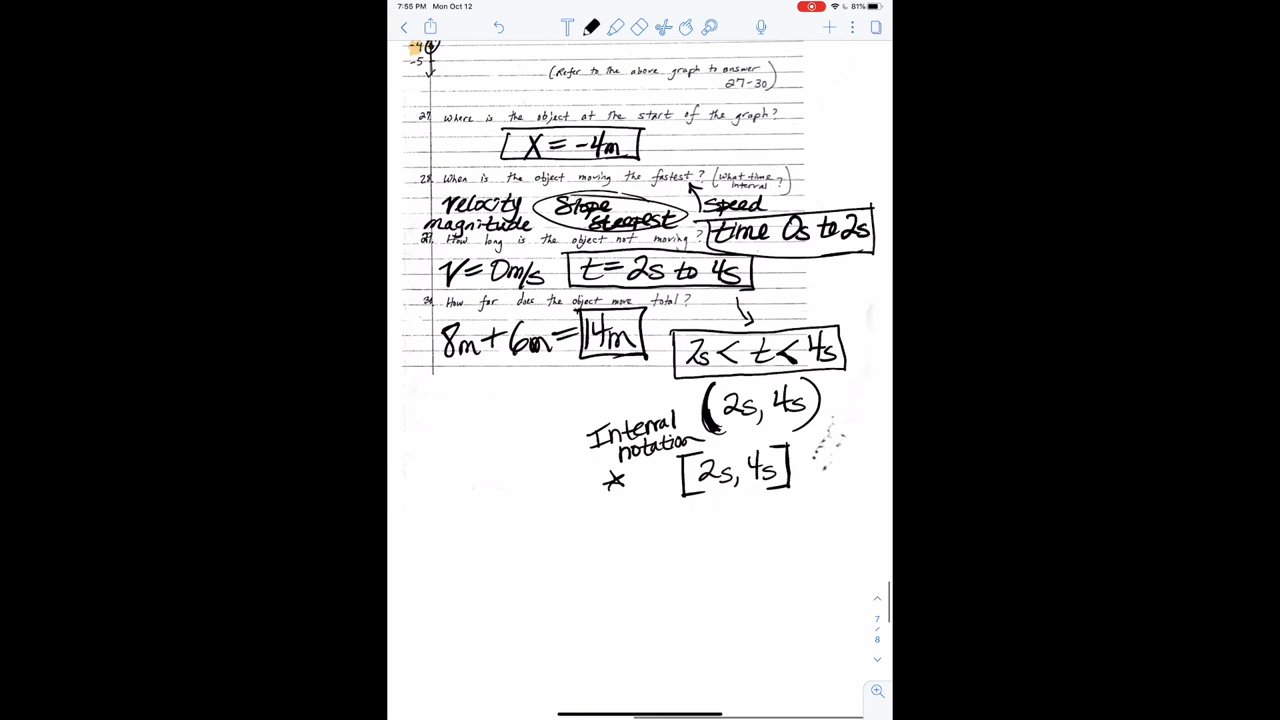 7:55 PM Mon Oct 12
81%
-4
-5
(Refer to the above graph to answer
27-30)
27. Where is the object at the start of the graph?
X = -4m
28. When is the object moving the fastest? (What time
interval?)
velocity
magnitude
Slope
steepest
speed
time 0s to 2s
29. How long is the object not moving?
V = 0m/s
t = 2s to 4s
30. How far does the object move total?
8m + 6m = 14m
2s < t < 4s
(2s, 4s)
Interval
notation
[2s, 4s]
7
/
8